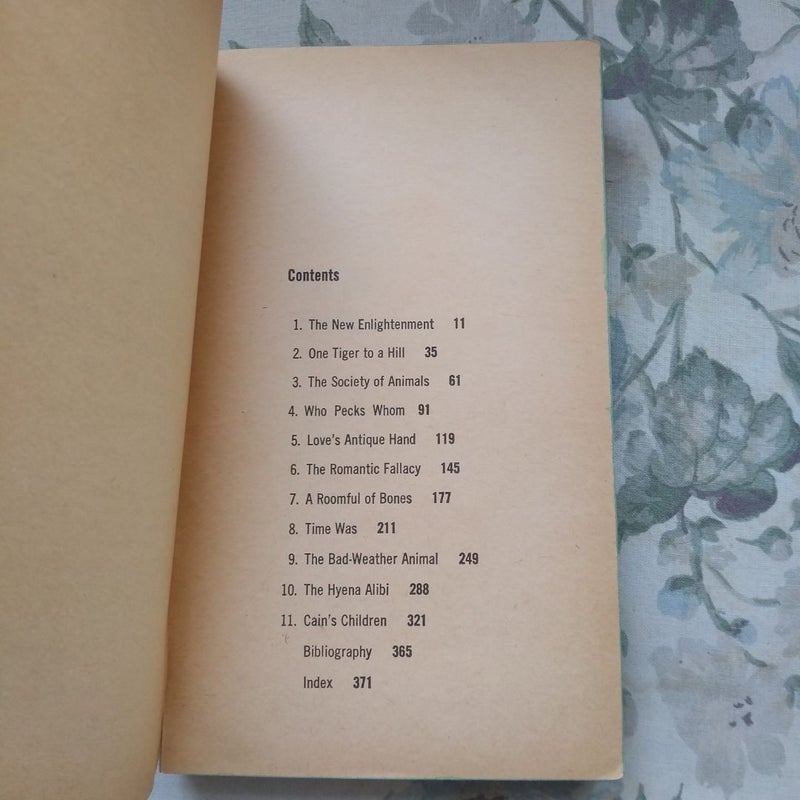 Contents
1. The New Enlightenment 11
2. One Tiger to a Hill 35
3. The Society of Animals 61
4. Who Pecks Whom 91
5. Love's Antique Hand 119
6. The Romantic Fallacy 145
7. A Roomful of Bones 177
8. Time Was 211
9. The Bad-Weather Animal 249
10. The Hyena Alibi 288
11. Cain's Children 321
Bibliography 365
Index 371